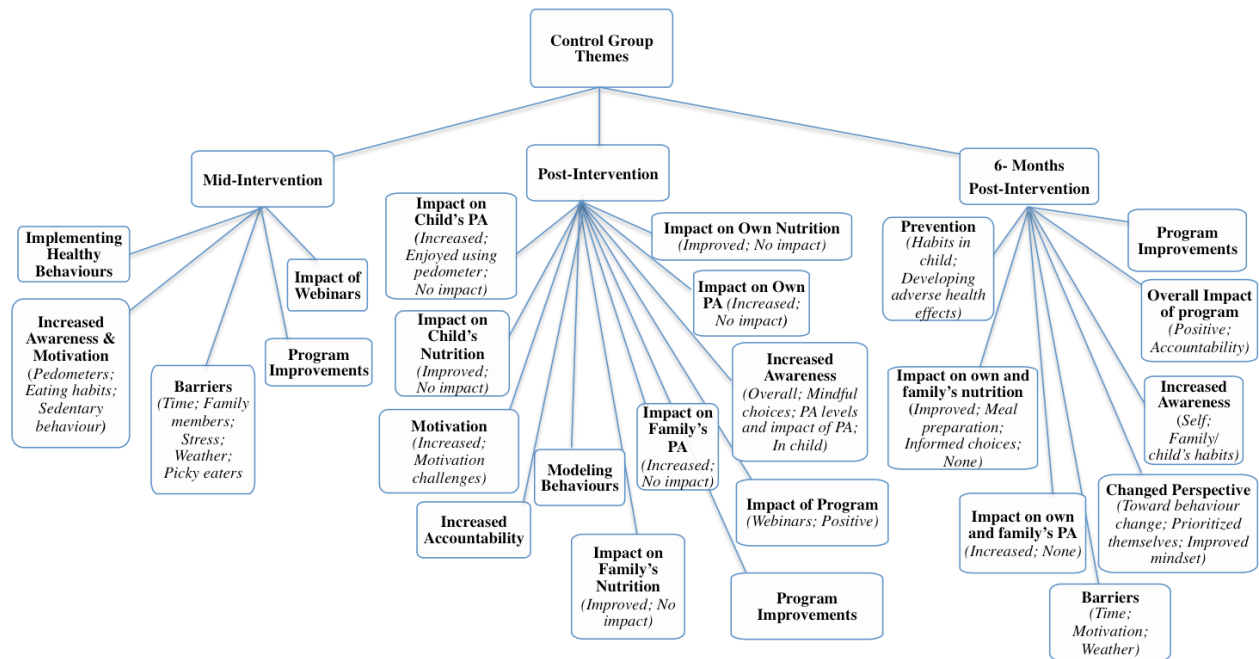 Control Group
Themes
Mid-Intervention
Implementing
Healthy
Behaviours
Increased
Awareness &
Motivation
(Pedometers;
Eating habits;
Sedentary
behaviour)
Barriers
(Time; Family
members;
Stress;
Weather;
Picky eaters
Program
Improvements
Impact of
Webinars
Post-Intervention
Impact on
Child's PA
(Increased;
Enjoyed using
pedometer;
No impact)
Impact on
Child's
Nutrition
(Improved;
No impact)
Motivation
(Increased;
Motivation
challenges)
Increased
Accountability
Modeling
Behaviours
Impact on
Family's
Nutrition
(Improved; No
impact)
Impact on
Family's
PA
(Increased;
No impact)
Program
Improvements
Impact of Program
(Webinars; Positive)
Increased
Awareness
(Overall; Mindful
choices; PA levels
and impact of PA;
In child)
Impact on Own
PA (Increased;
No impact)
Impact on Own Nutrition
(Improved; No impact)
6- Months
Post-Intervention
Prevention
(Habits in
child;
Developing
adverse health
effects)
Impact on own and
family's nutrition
(Improved; Meal
preparation;
Informed choices;
None)
Impact on own
and family's PA
(Increased; None)
Barriers
(Time;
Motivation;
Weather)
Changed Perspective
(Toward behaviour
change; Prioritized
themselves; Improved
mindset)
Increased
Awareness
(Self;
Family/
child's habits)
Overall Impact
of program
(Positive;
Accountability)
Program
Improvements